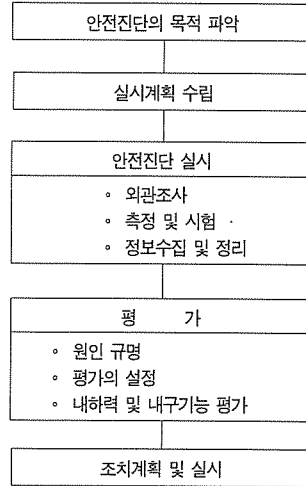 안전진단의 목적 파악
실시계획 수립
안전진단 실시
◦ 외관조사
◦ 측정 및 시험
◦ 정보수집 및 정리
평 가
◦ 원인 규명
◦ 평가의 설정
◦ 내하력 및 내구기능 평가
조치계획 및 실시